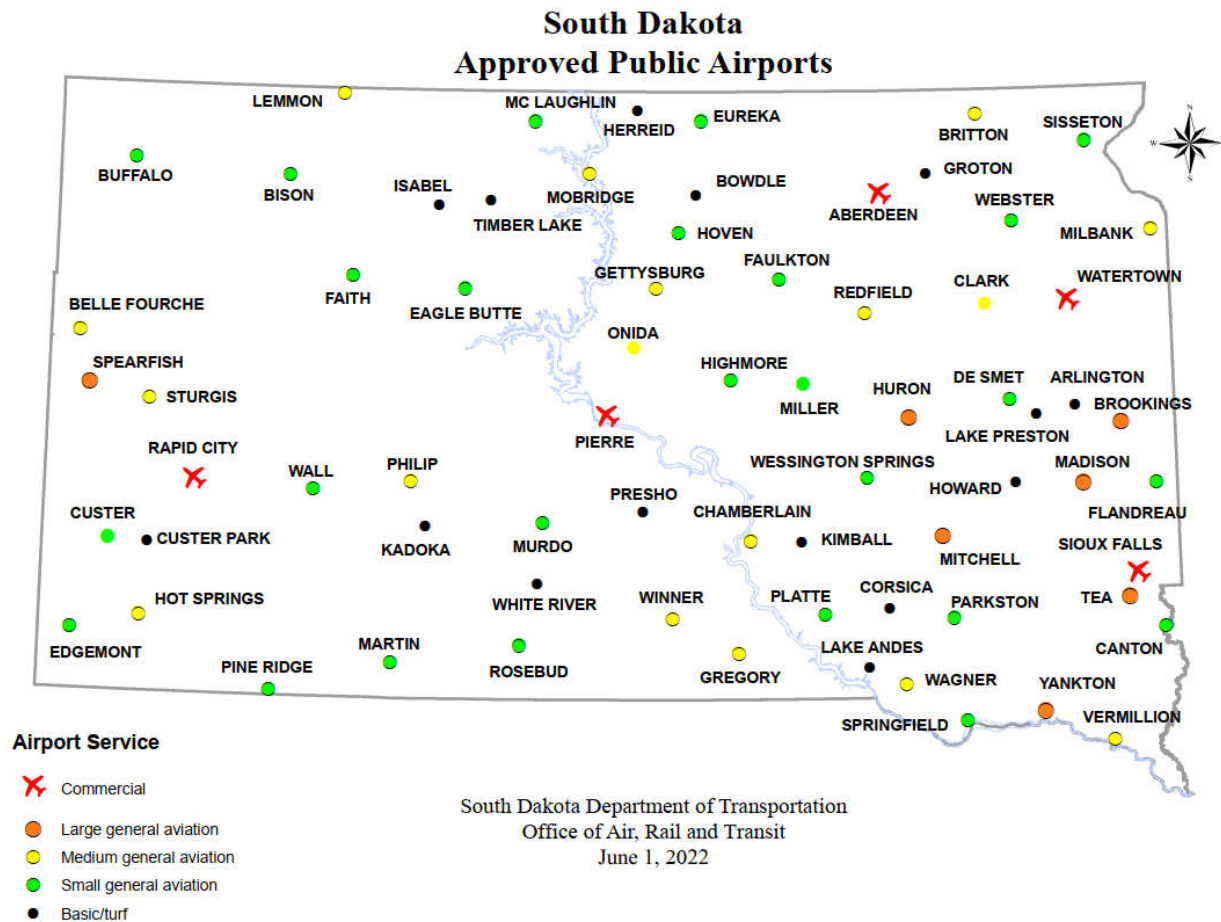 South Dakota
Approved Public Airports
LEMMON
MC LAUGHLIN
HERREID
EUREKA
BRITTON
SISSETON
N
W
E
S
BUFFALO
BISON
ISABEL
TIMBER LAKE
MOBRIDGE
BOWDLE
ABERDEEN
GROTON
WEBSTER
HOVEN
MILBANK
FAITH
EAGLE BUTTE
GETTYSBURG
FAULKTON
REDFIELD
CLARK
WATERTOWN
BELLE FOURCHE
ONIDA
SPEARFISH
STURGIS
HIGHMORE
MILLER
HURON
DE SMET
ARLINGTON
BROOKINGS
LAKE PRESTON
PIERRE
RAPID CITY
WALL
PHILIP
WESSINGTON SPRINGS
HOWARD
MADISON
FLANDREAU
CUSTER
CUSTER PARK
KADOKA
MURDO
PRESHO
CHAMBERLAIN
KIMBALL
MITCHELL
SIOUX FALLS
HOT SPRINGS
WHITE RIVER
WINNER
PLATTE
CORSICA
PARKSTON
TEA
EDGEMONT
CANTON
PINE RIDGE
MARTIN
ROSEBUD
GREGORY
LAKE ANDES
WAGNER
YANKTON
SPRINGFIELD
VERMILLION
Airport Service
Commercial
Large general aviation
Medium general aviation
Small general aviation
Basic/turf
South Dakota Department of Transportation
Office of Air, Rail and Transit
June 1, 2022